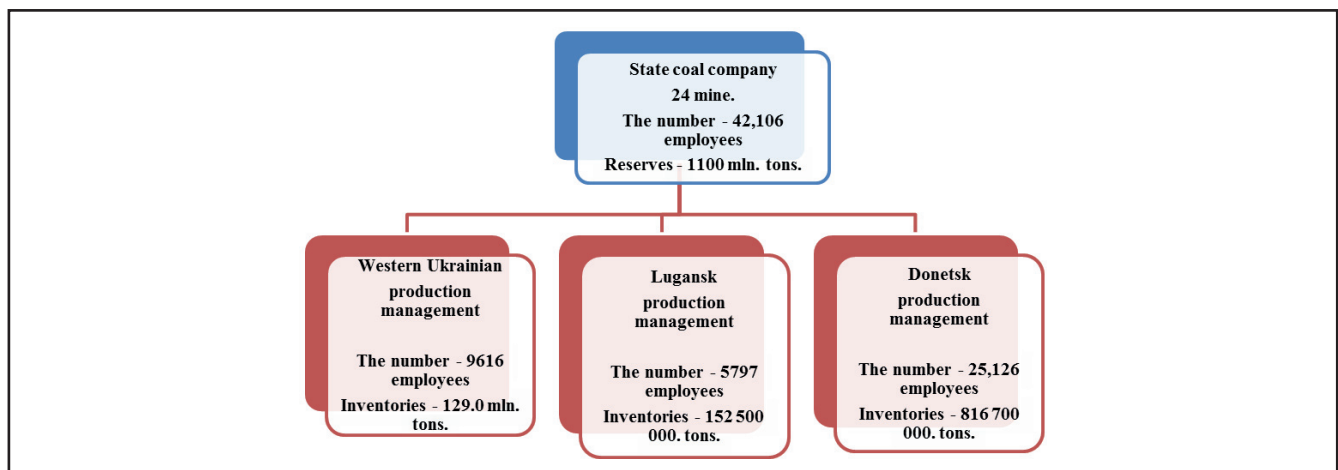 State coal company
24 mine.
The number - 42,106
employees
Reserves - 1100 mln. tons.
Western Ukrainian
production
management
The number - 9616
employees
Inventories - 129.0 mln.
tons.
Lugansk
production
management
The number - 5797
employees
Inventories - 152 500
000. tons.
Donetsk
production
management
The number - 25,126
employees
Inventories - 816 700
000. tons.